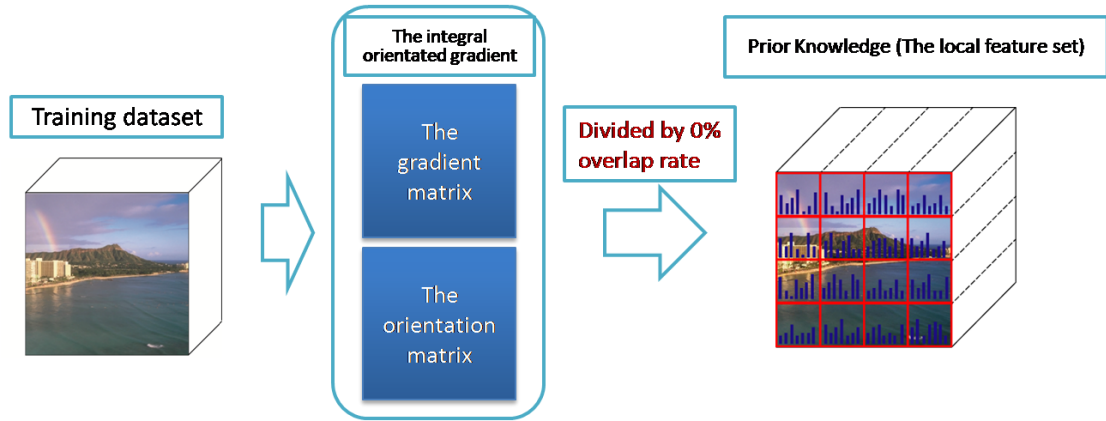 Training dataset
The integral
orientated gradient
The
gradient
matrix
The
orientation
matrix
Divided by 0%
overlap rate
Prior Knowledge (The local feature set)